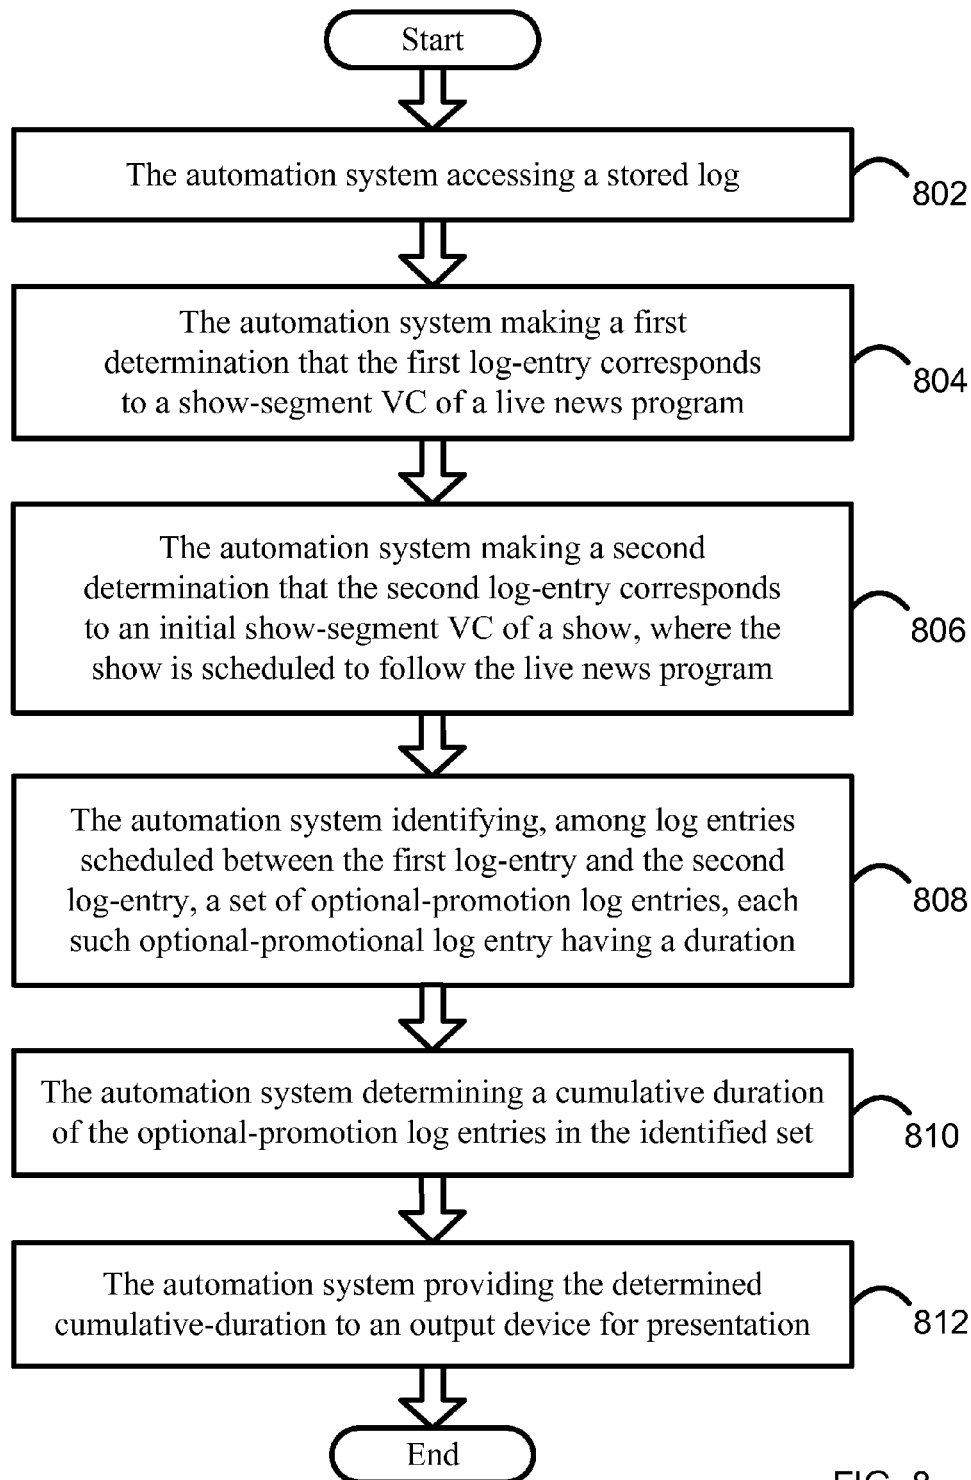 Start
The automation system accessing a stored log
802
The automation system making a first
determination that the first log-entry corresponds
to a show-segment VC of a live news program
804
The automation system making a second
determination that the second log-entry corresponds
to an initial show-segment VC of a show, where the
show is scheduled to follow the live news program
806
The automation system identifying, among log entries
scheduled between the first log-entry and the second
log-entry, a set of optional-promotion log entries, each
such optional-promotional log entry having a duration
808
The automation system determining a cumulative duration
of the optional-promotion log entries in the identified set
810
The automation system providing the determined
cumulative-duration to an output device for presentation
812
End
FIG. 8